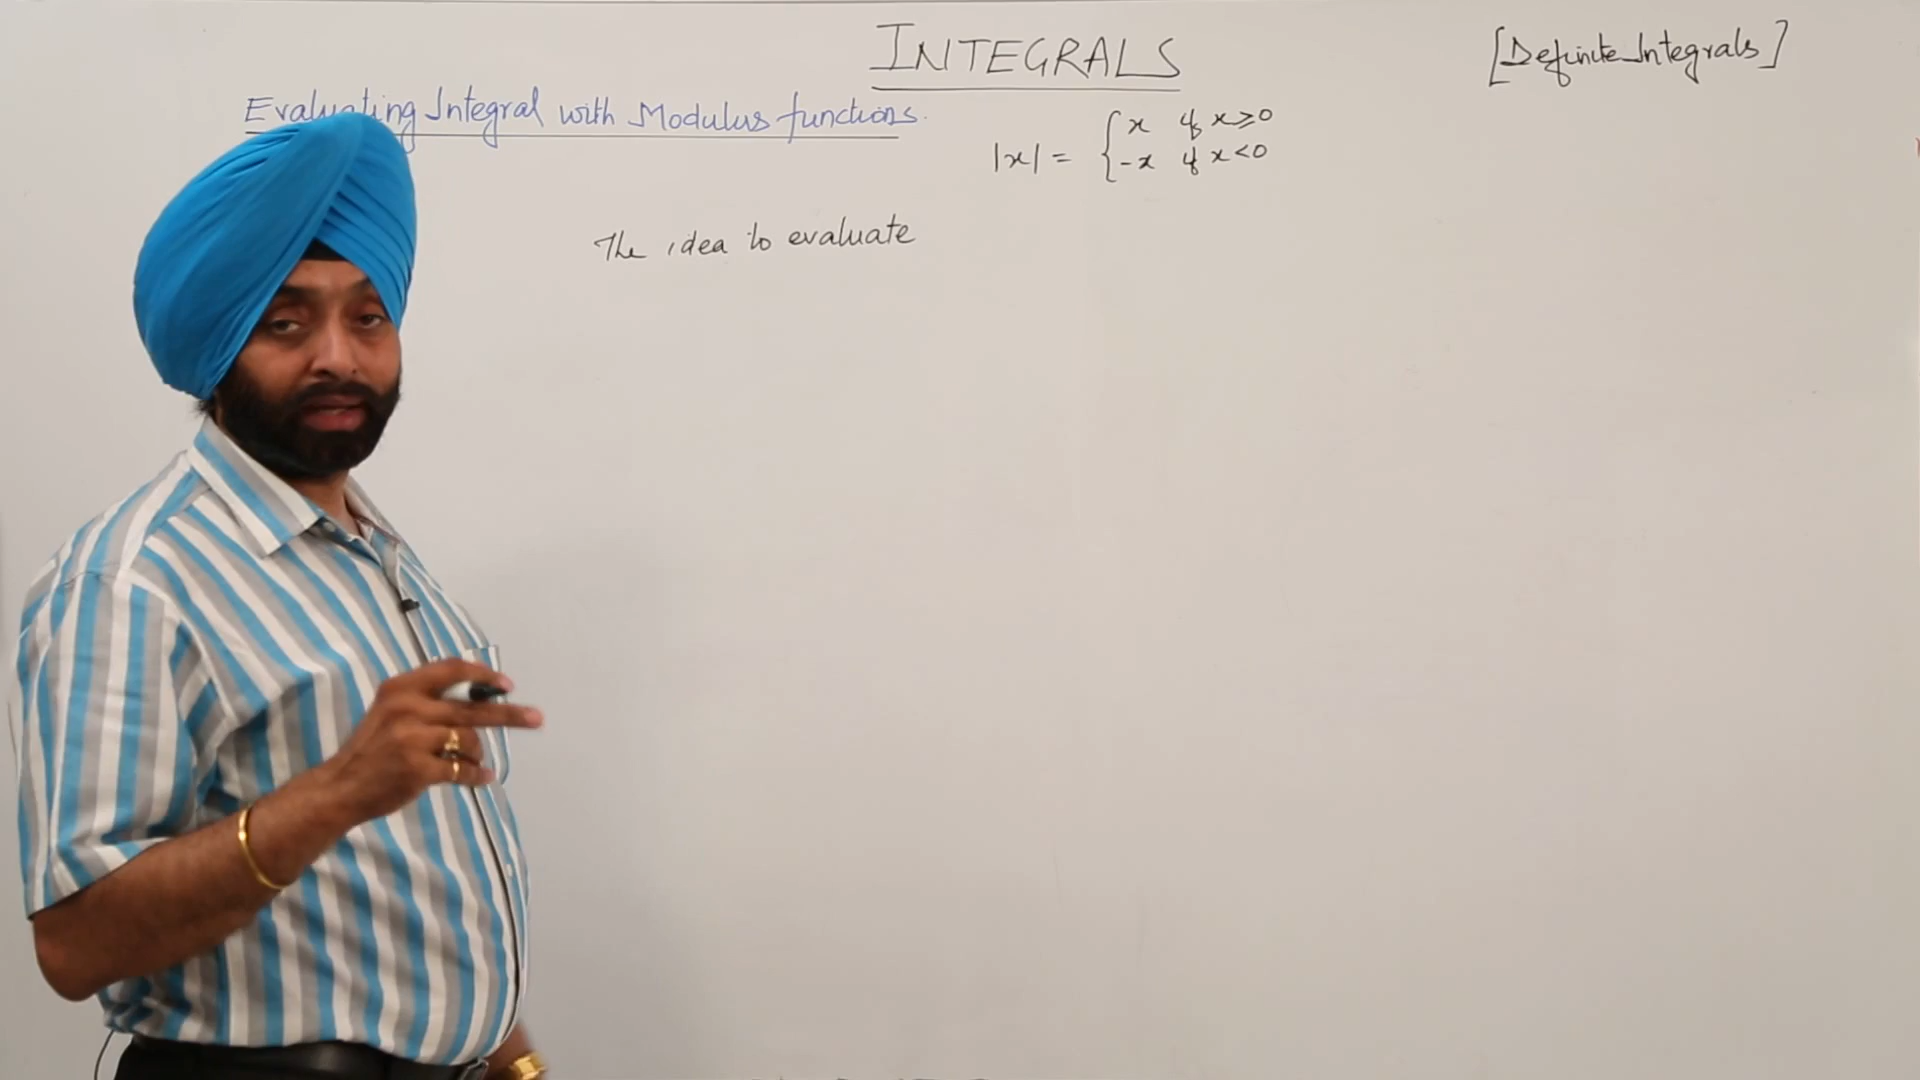 INTEGRALS
[Definite Integrals]
Evaluating Integral with Modulus functions.
|x| = { x if x ≥ 0
-x if x < 0
The idea to evaluate